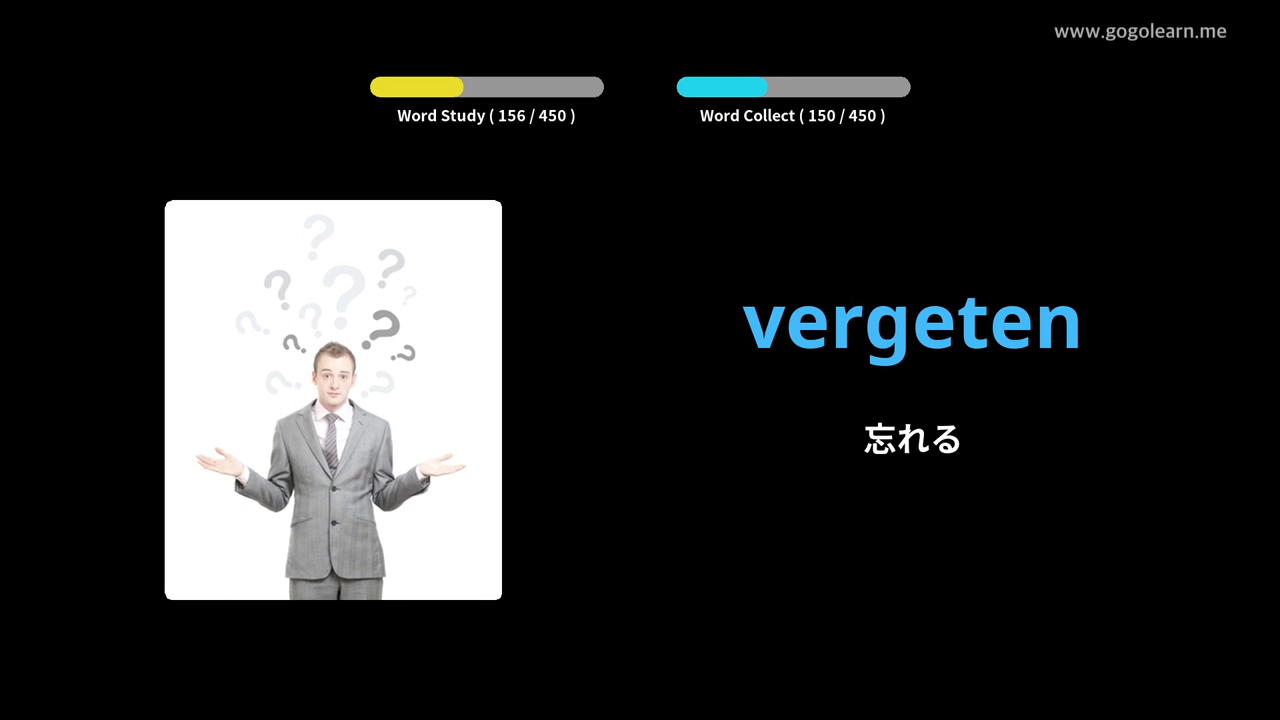 www.gogolearn.me
Word Study ( 156 / 450 )
Word Collect ( 150 / 450 )
? ? ? ? ? ? ? ? ? ? ? ?
vergeten
忘れる